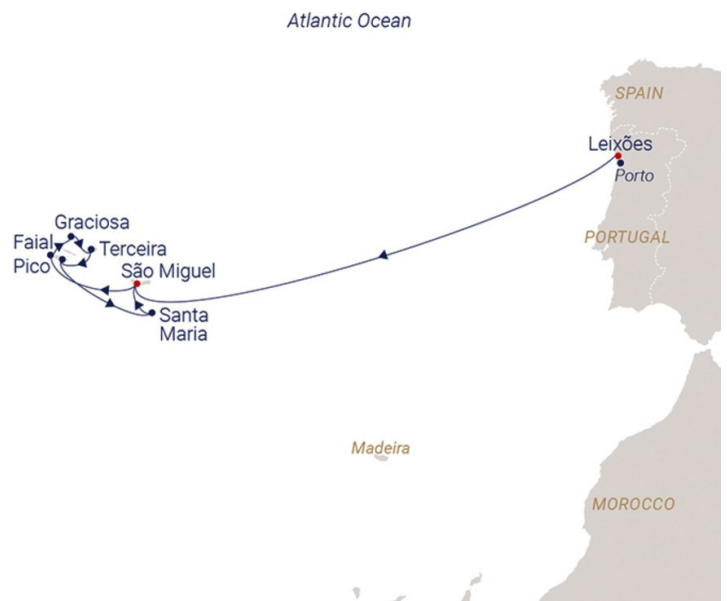 Atlantic Ocean
SPAIN
Leixões
Porto
Graciosa
Faial
Terceira
PORTUGAL
Pico
São Miguel
Santa
Maria
Madeira
MOROCCO